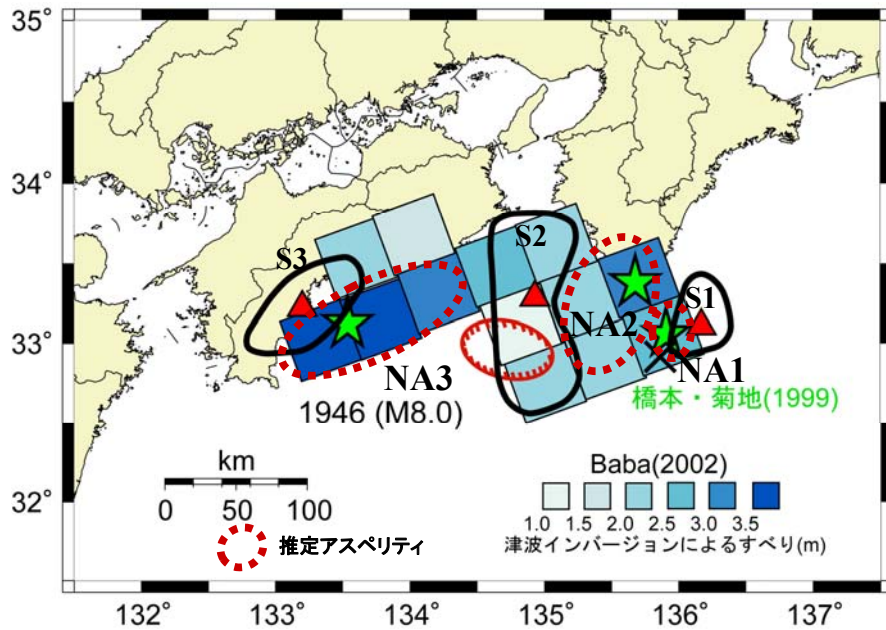 35°
34°
33°
32°
S3
S2
S1
NA2
NA1
NA3
1946 (M8.0)
橋本・菊地(1999)
km
0 50 100
推定アスペリティ
Baba(2002)
1.0 1.5 2.0 2.5 3.0 3.5
津波インバージョンによるすべり(m)
132° 133° 134° 135° 136° 137°